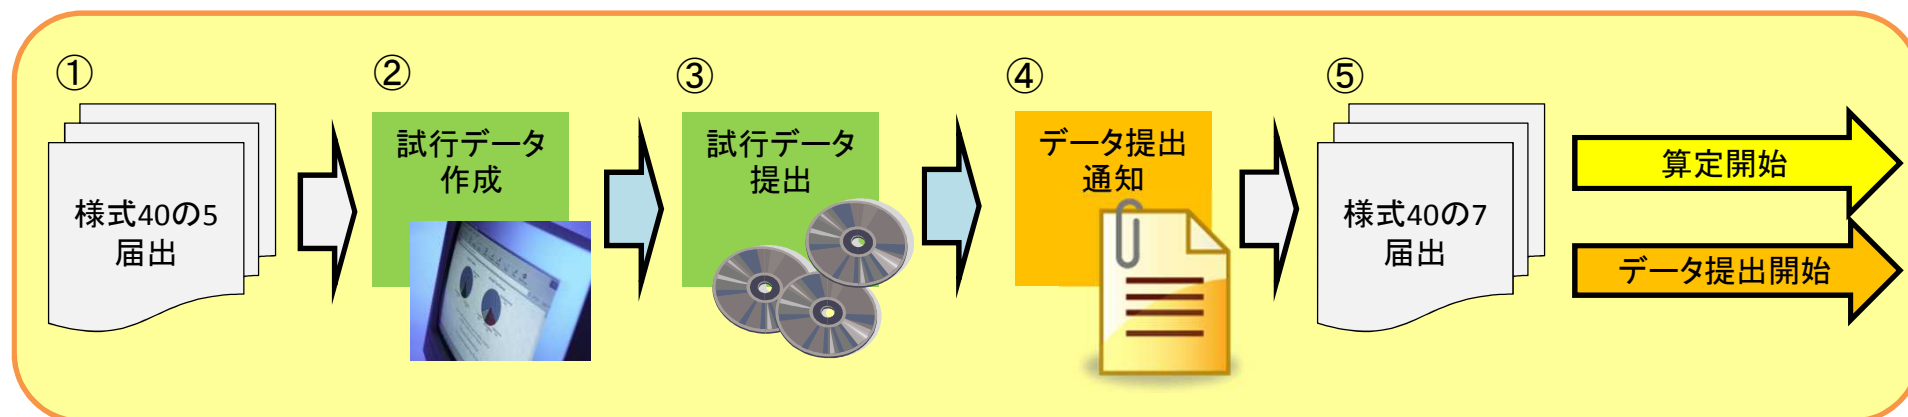 ①
様式40の5
届出
②
試行データ
作成
③
試行データ
提出
④
データ提出
通知
⑤
様式40の7
届出
算定開始
データ提出開始